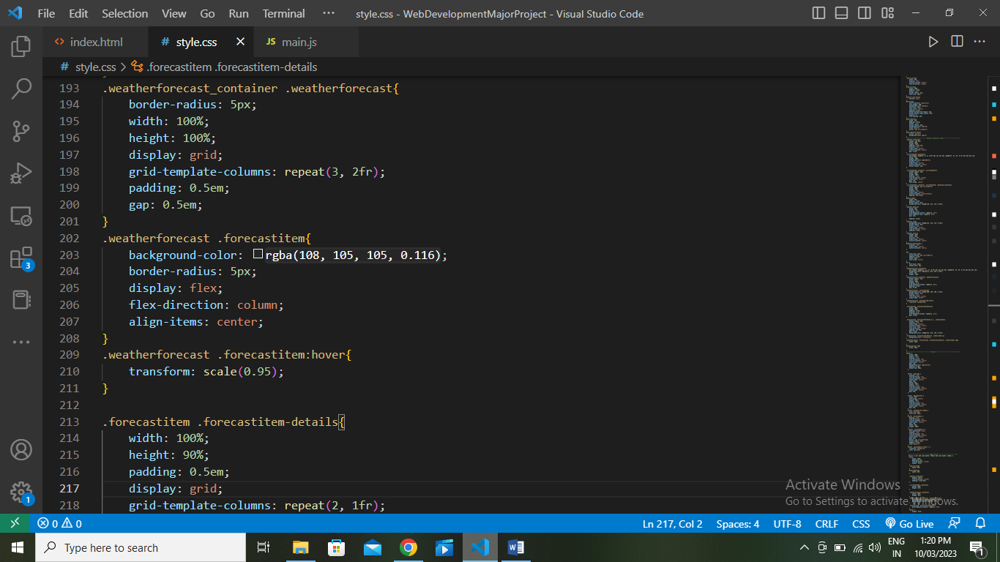 File Edit Selection View Go Run Terminal ··· style.css - WebDevelopmentMajorProject - Visual Studio Code
<> index.html # style.css × JS main.js
# style.css > .forecastitem .forecastitem-details
193 .weatherforecast_container .weatherforecast{
194 border-radius: 5px;
195 width: 100%;
196 height: 100%;
197 display: grid;
198 grid-template-columns: repeat(3, 2fr);
199 padding: 0.5em;
200 gap: 0.5em;
201 }
202 .weatherforecast .forecastitem{
203 background-color: rgba(108, 105, 105, 0.116);
204 border-radius: 5px;
205 display: flex;
206 flex-direction: column;
207 align-items: center;
208 }
209 .weatherforecast .forecastitem:hover{
210 transform: scale(0.95);
211 }
212
213 .forecastitem .forecastitem-details{
214 width: 100%;
215 height: 90%;
216 padding: 0.5em;
217 display: grid;
218 grid-template-columns: repeat(2, 1fr);
3
1
Activate Windows
Go to Settings to activate Windows.
0 0 Ln 217, Col 2 Spaces: 4 UTF-8 CRLF CSS Go Live
Type here to search
ENG
IN
1:20 PM
10/03/2023
1